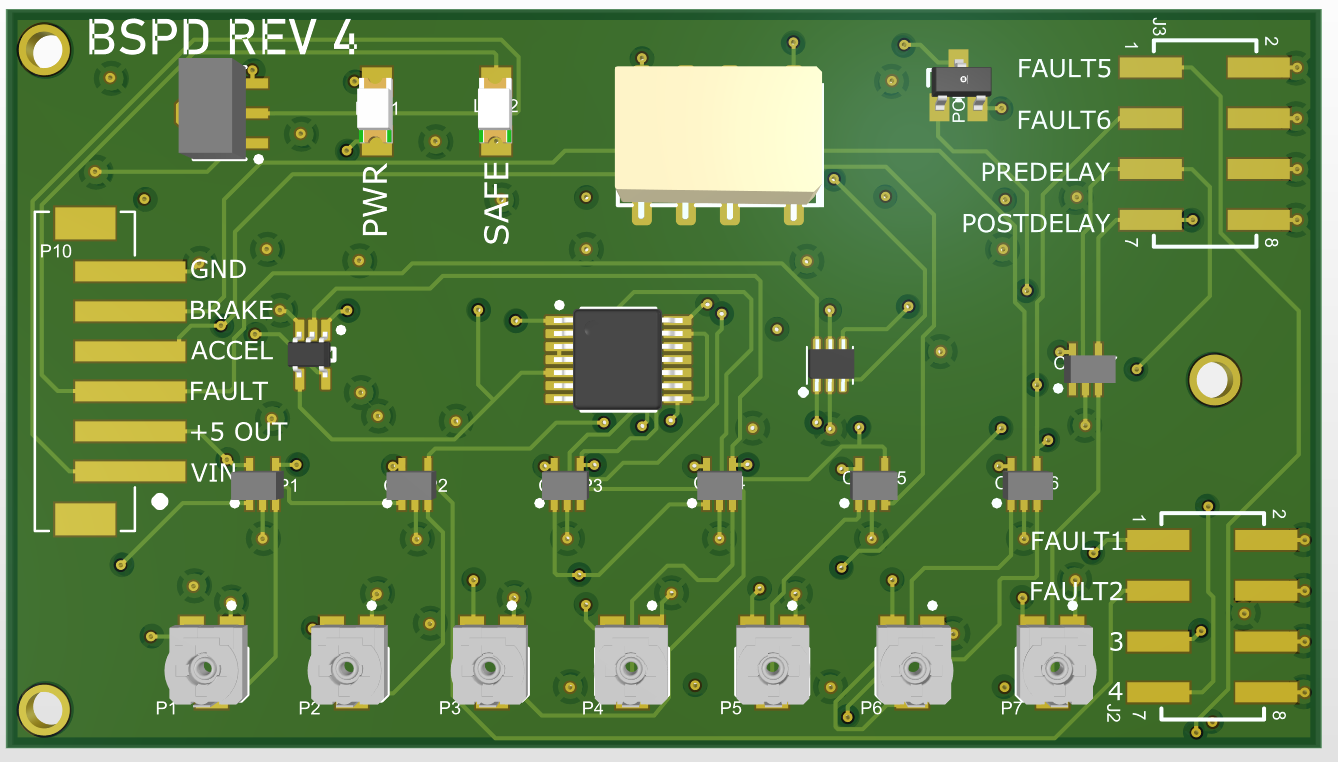 BSPD REV 4
J3
1
2
FAULT5
FAULT6
PREDELAY
POSTDELAY
7
8
PWR
SAFE
P10
GND
BRAKE
ACCEL
FAULT
+5 OUT
VIN
1
2
FAULT1
FAULT2
3
4
J2
7
8
P1
P2
P3
P4
P5
P6
P7